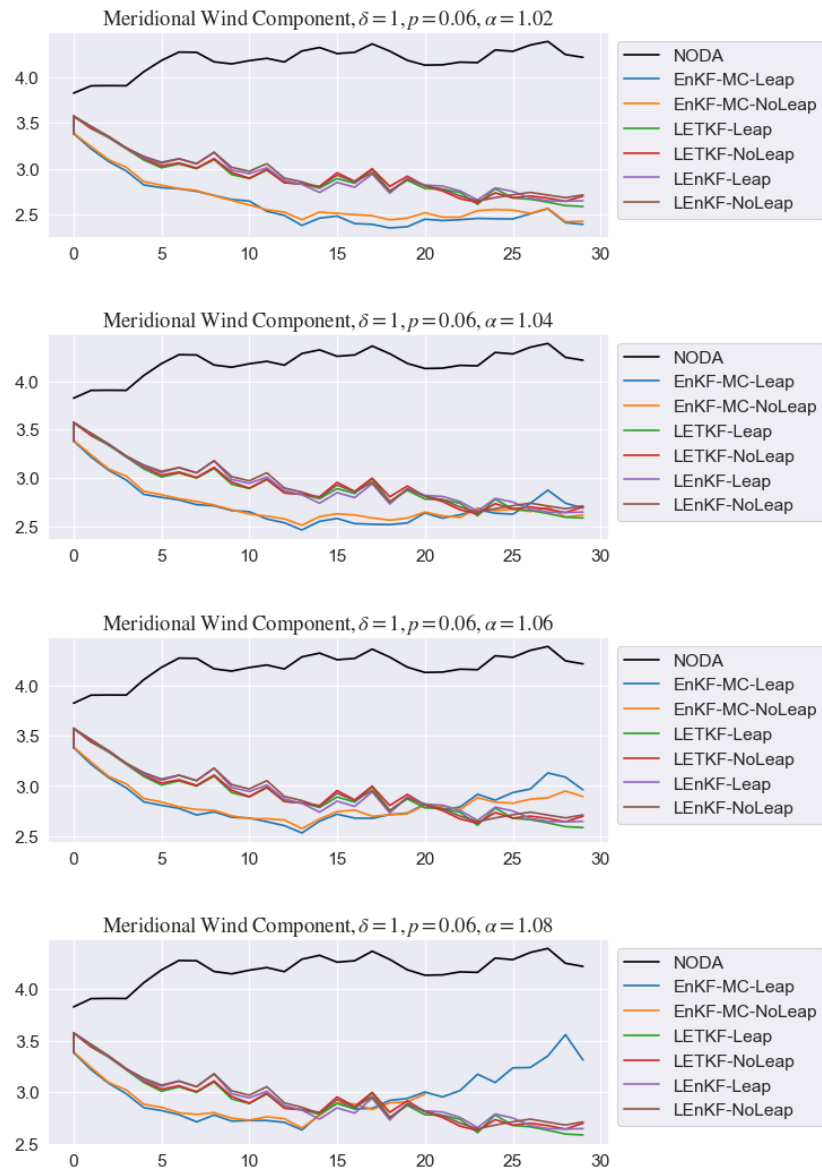 Meridional Wind Component, δ = 1, p = 0.06, α = 1.02
4.0
3.5
3.0
2.5
0 5 10 15 20 25 30
NODA
EnKF-MC-Leap
EnKF-MC-NoLeap
LETKF-Leap
LETKF-NoLeap
LEnKF-Leap
LEnKF-NoLeap
Meridional Wind Component, δ = 1, p = 0.06, α = 1.04
4.0
3.5
3.0
2.5
0 5 10 15 20 25 30
NODA
EnKF-MC-Leap
EnKF-MC-NoLeap
LETKF-Leap
LETKF-NoLeap
LEnKF-Leap
LEnKF-NoLeap
Meridional Wind Component, δ = 1, p = 0.06, α = 1.06
4.0
3.5
3.0
2.5
0 5 10 15 20 25 30
NODA
EnKF-MC-Leap
EnKF-MC-NoLeap
LETKF-Leap
LETKF-NoLeap
LEnKF-Leap
LEnKF-NoLeap
Meridional Wind Component, δ = 1, p = 0.06, α = 1.08
4.0
3.5
3.0
2.5
0 5 10 15 20 25 30
NODA
EnKF-MC-Leap
EnKF-MC-NoLeap
LETKF-Leap
LETKF-NoLeap
LEnKF-Leap
LEnKF-NoLeap